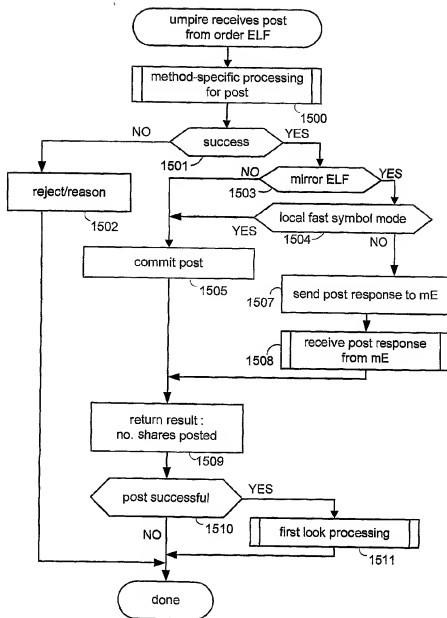 umpire receives post
from order ELF
method-specific processing
for post
1500
NO
success
YES
1501
NO
mirror ELF
YES
1503
reject/reason
1502
local fast symbol mode
YES
1504
NO
commit post
1505
1507
send post response to mE
1508
receive post response
from mE
return result :
no. shares posted
1509
post successful
YES
1510
NO
first look processing
1511
done